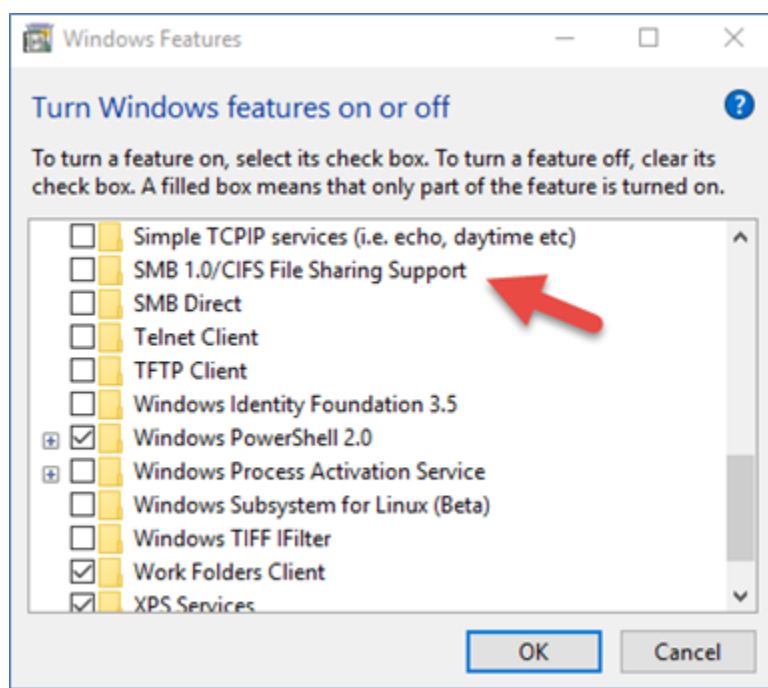 Windows Features
Turn Windows features on or off
?
To turn a feature on, select its check box. To turn a feature off, clear its
check box. A filled box means that only part of the feature is turned on.
Simple TCPIP services (i.e. echo, daytime etc)
SMB 1.0/CIFS File Sharing Support
SMB Direct
Telnet Client
TFTP Client
Windows Identity Foundation 3.5
Windows PowerShell 2.0
Windows Process Activation Service
Windows Subsystem for Linux (Beta)
Windows TIFF IFilter
Work Folders Client
XPS Services
OK
Cancel